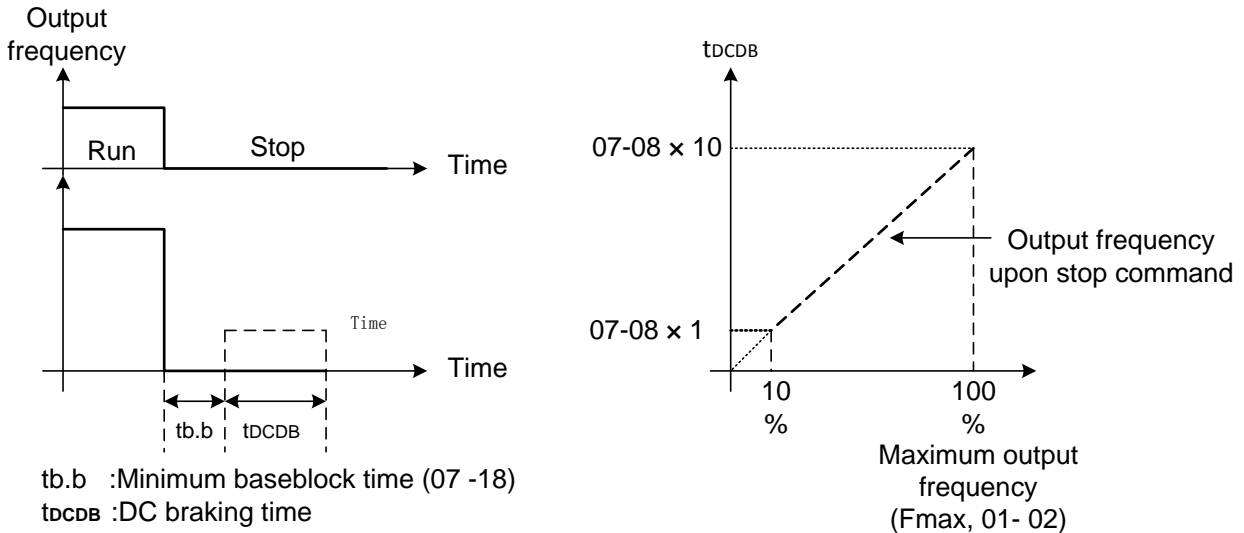 Output
frequency
Run
Stop
Time
Time
Time
tb.b
tDCDB
tb.b :Minimum baseblock time (07 -18)
tDCDB :DC braking time
tDCDB
07-08 × 10
07-08 × 1
Output frequency
upon stop command
10
%
100
%
Maximum output
frequency
(Fmax, 01- 02)